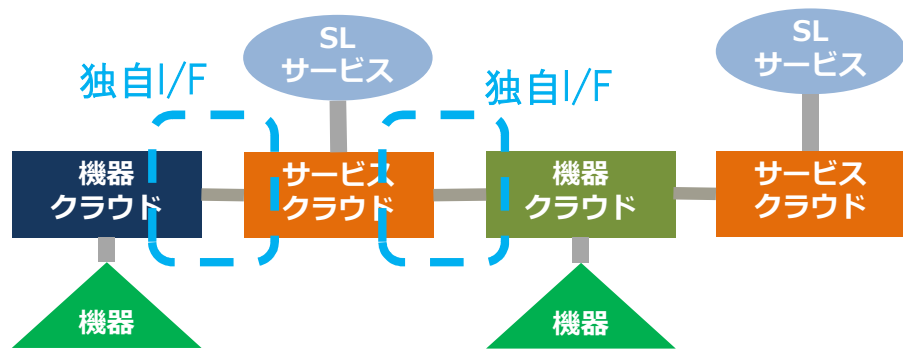 SL
サービス
SL
サービス
独自I/F
独自I/F
機器
クラウド
サービス
クラウド
機器
クラウド
サービス
クラウド
機器
機器